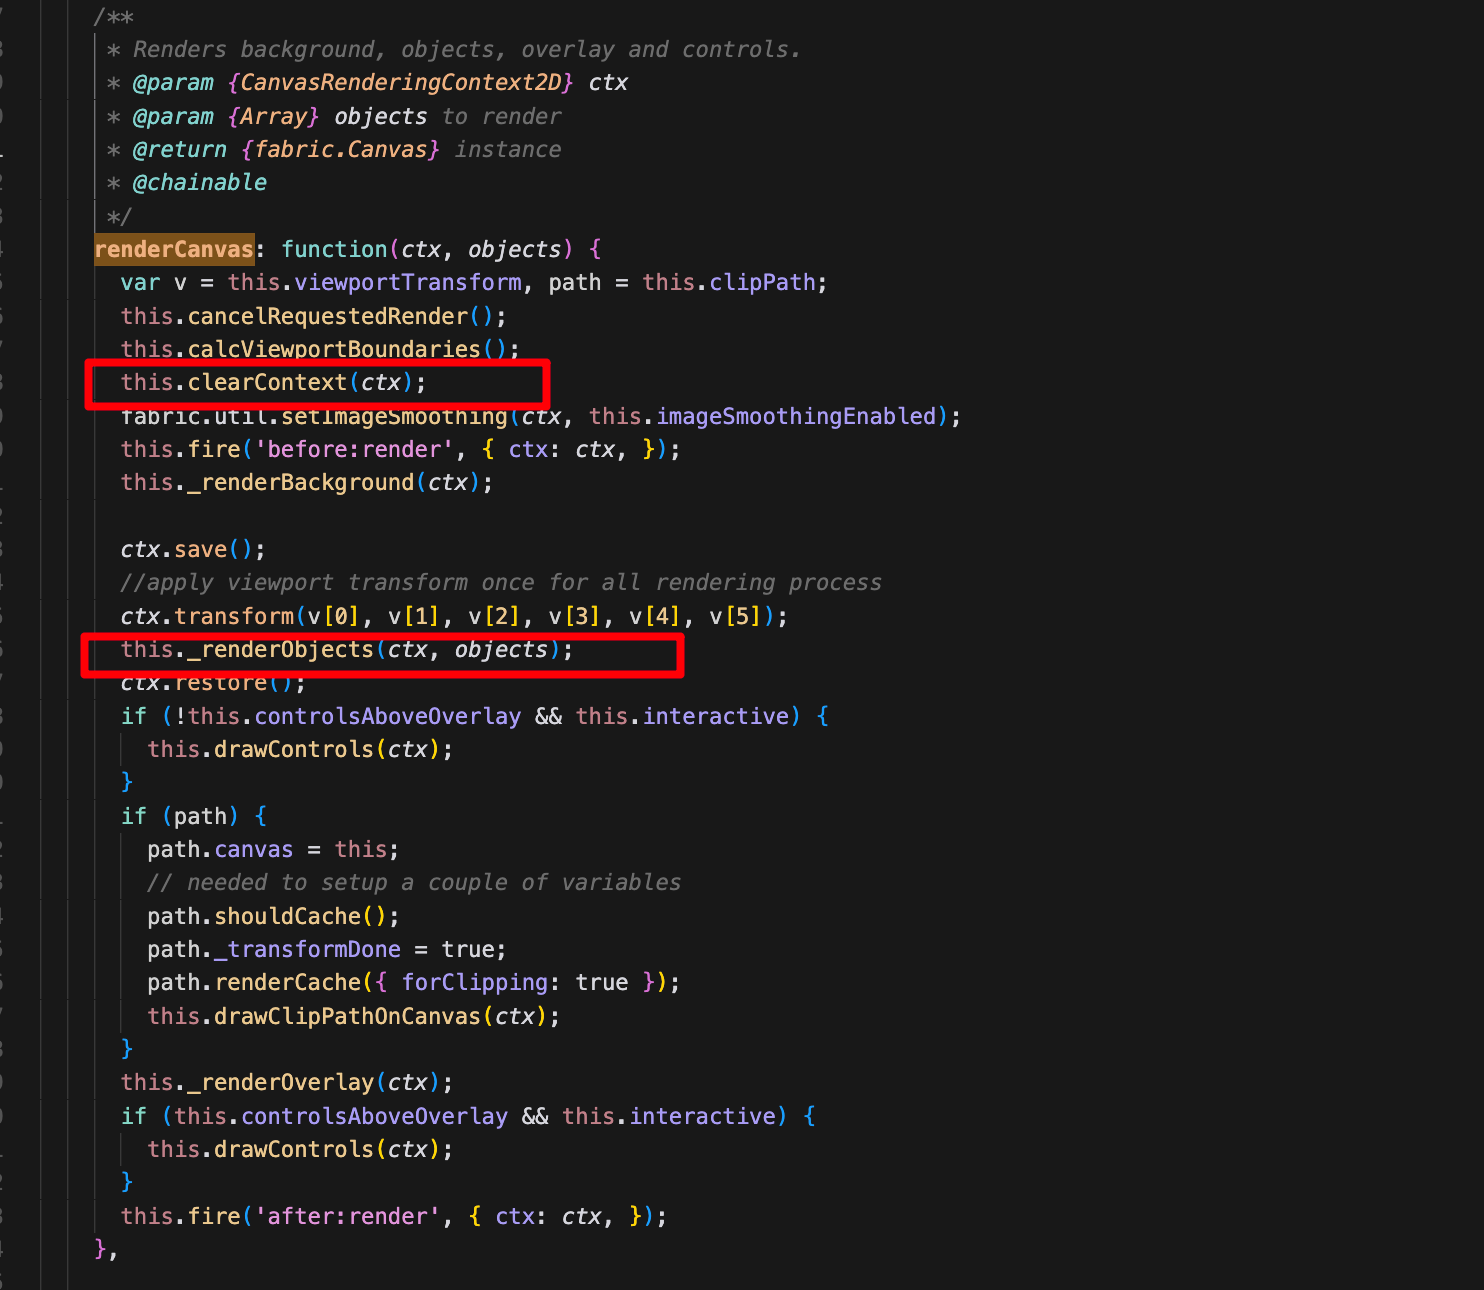 /**
* Renders background, objects, overlay and controls.
* @param {CanvasRenderingContext2D} ctx
* @param {Array} objects to render
* @return {fabric.Canvas} instance
* @chainable
*/
renderCanvas: function(ctx, objects) {
var v = this.viewportTransform, path = this.clipPath;
this.cancelRequestedRender();
this.calcViewportBoundaries();
this.clearContext(ctx);
fabric.util.setImageSmoothing(ctx, this.imageSmoothingEnabled);
this.fire('before:render', { ctx: ctx, });
this._renderBackground(ctx);
ctx.save();
//apply viewport transform once for all rendering process
ctx.transform(v[0], v[1], v[2], v[3], v[4], v[5]);
this._renderObjects(ctx, objects);
ctx.restore();
if (!this.controlsAboveOverlay && this.interactive) {
this.drawControls(ctx);
}
if (path) {
path.canvas = this;
// needed to setup a couple of variables
path.shouldCache();
path._transformDone = true;
path.renderCache({ forClipping: true });
this.drawClipPathOnCanvas(ctx);
}
this._renderOverlay(ctx);
if (this.controlsAboveOverlay && this.interactive) {
this.drawControls(ctx);
}
this.fire('after:render', { ctx: ctx, });
},